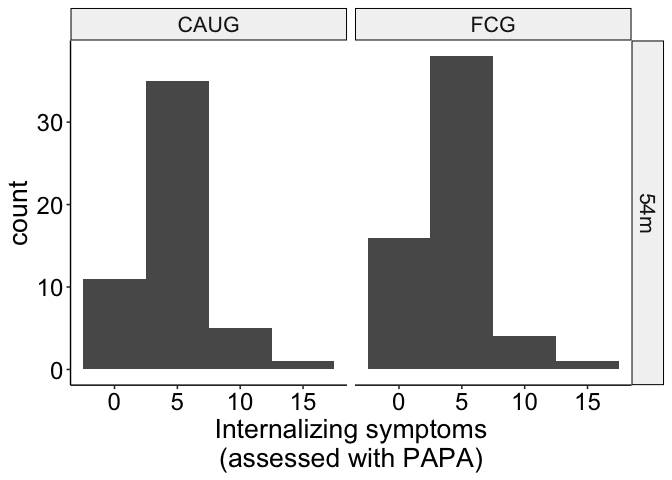 CAUG
FCG
54m
count
30
20
10
0
0 5 10 15
0 5 10 15
Internalizing symptoms
(assessed with PAPA)